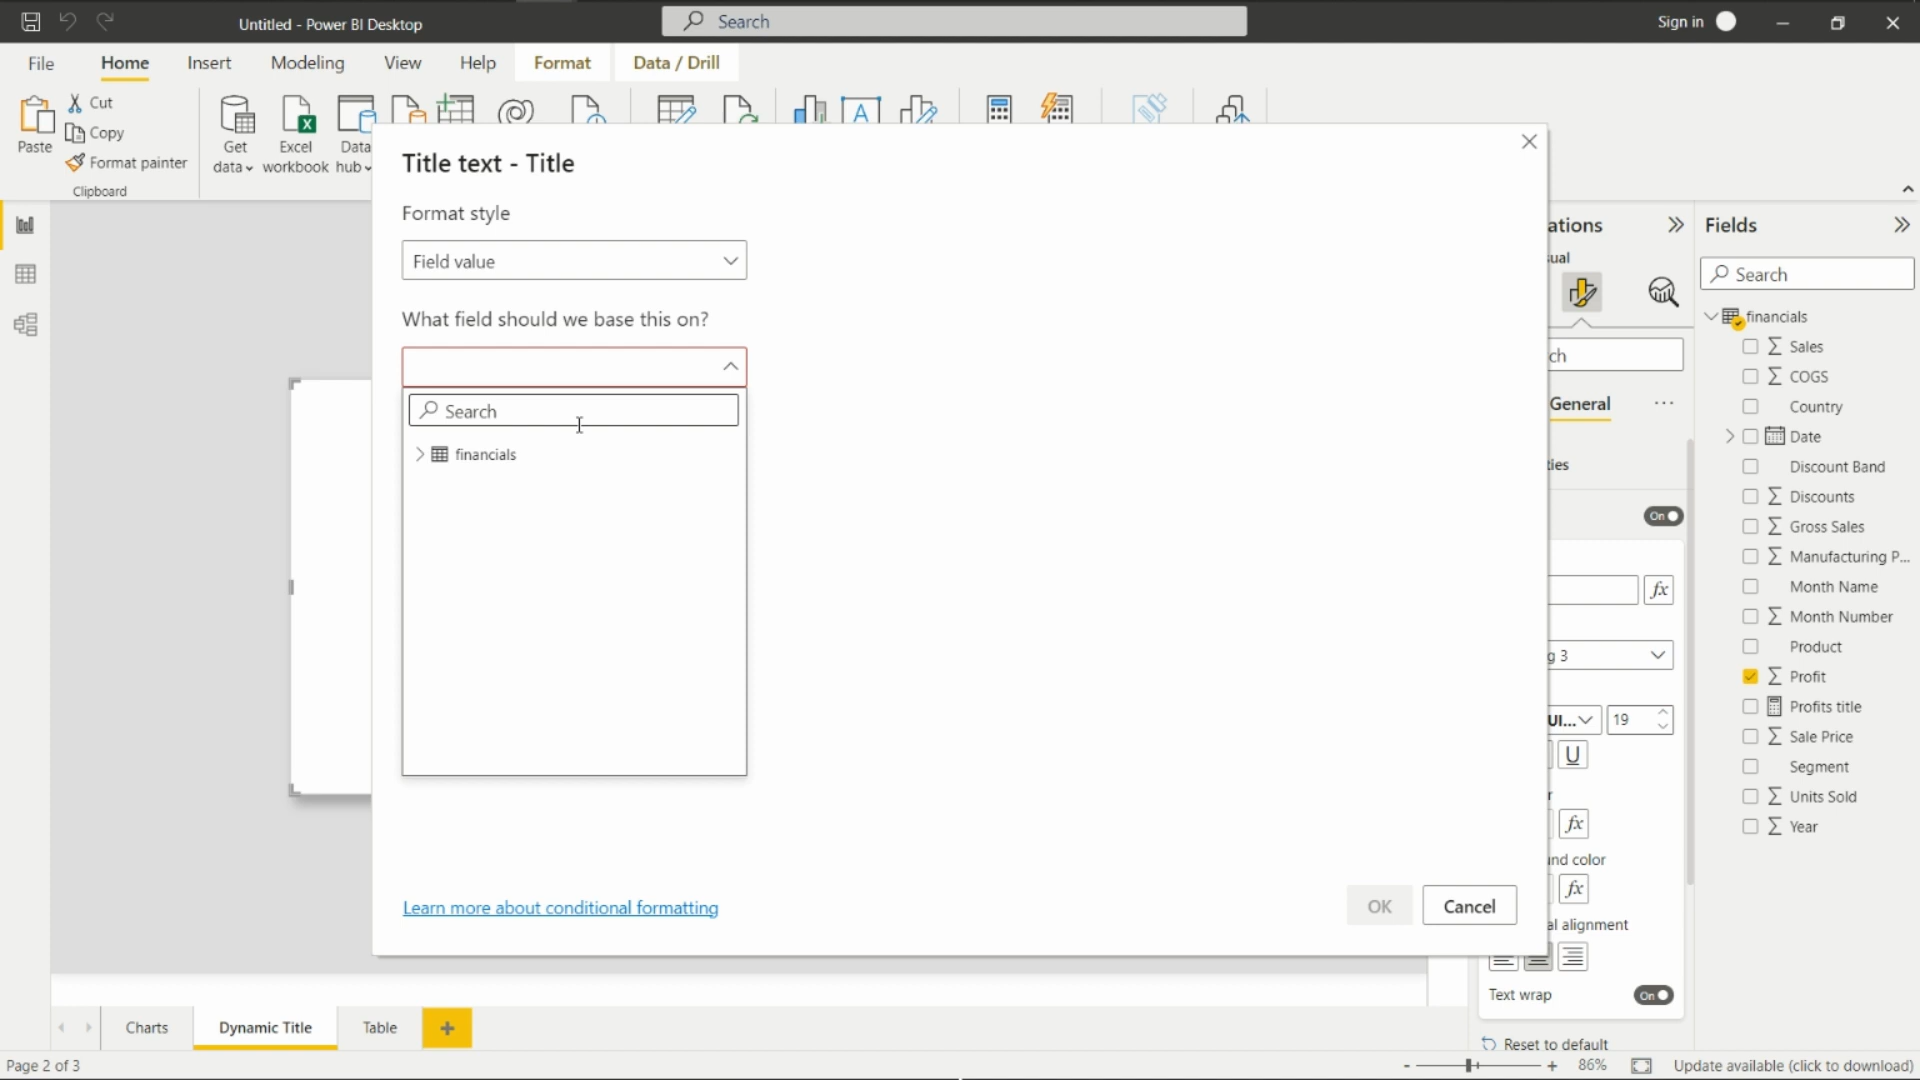 Untitled - Power BI Desktop
Search
Sign in
File
Home
Insert
Modeling
View
Help
Format
Data / Drill
Paste
Cut
Copy
Format painter
Clipboard
Get data
Excel workbook
Data hub
Title text - Title
Format style
Field value
What field should we base this on?
Search
financials
Learn more about conditional formatting
OK
Cancel
ations
ual
ch
General
...
ties
On
fx
g 3
UI...
19
U
r
fx
und color
fx
al alignment
Text wrap
On
Reset to default
Fields
Search
financials
Sales
COGS
Country
Date
Discount Band
Discounts
Gross Sales
Manufacturing P...
Month Name
Month Number
Product
Profit
Profits title
Sale Price
Segment
Units Sold
Year
Charts
Dynamic Title
Table
+
Page 2 of 3
- + 86%
Update available (click to download)